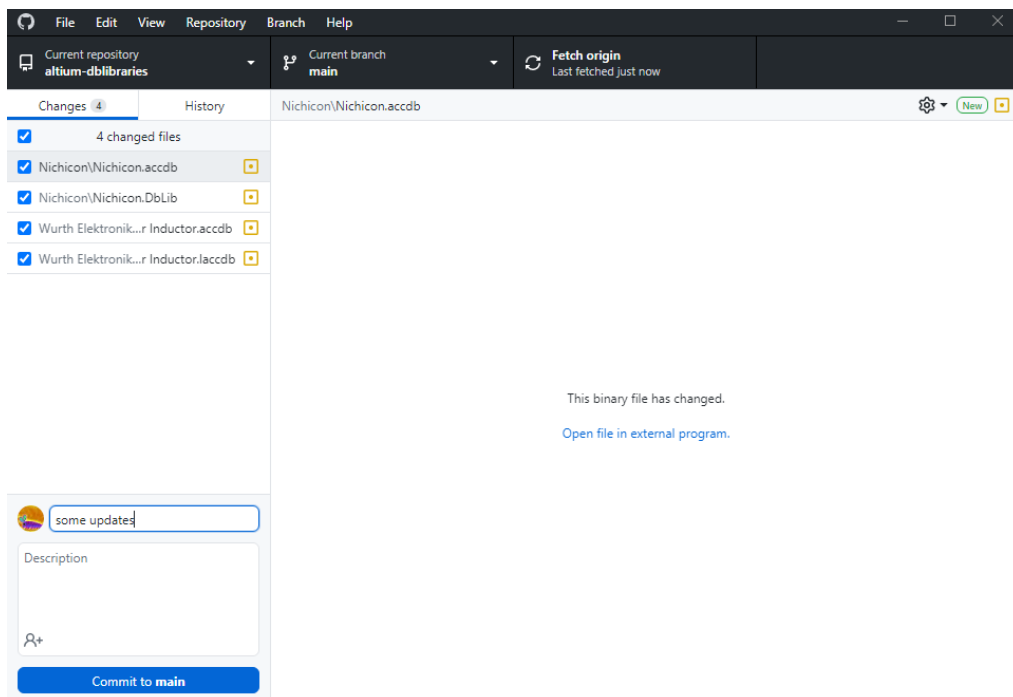 File Edit View Repository Branch Help
Current repository
altium-dblibraries
Current branch
main
Fetch origin
Last fetched just now
Changes 4 History
Nichicon\Nichicon.accdb
New
4 changed files
Nichicon\Nichicon.accdb
Nichicon\Nichicon.DbLib
Wurth Elektronik...r Inductor.accdb
Wurth Elektronik...r Inductor.laccdb
This binary file has changed.
Open file in external program.
some updates
Description
Commit to main